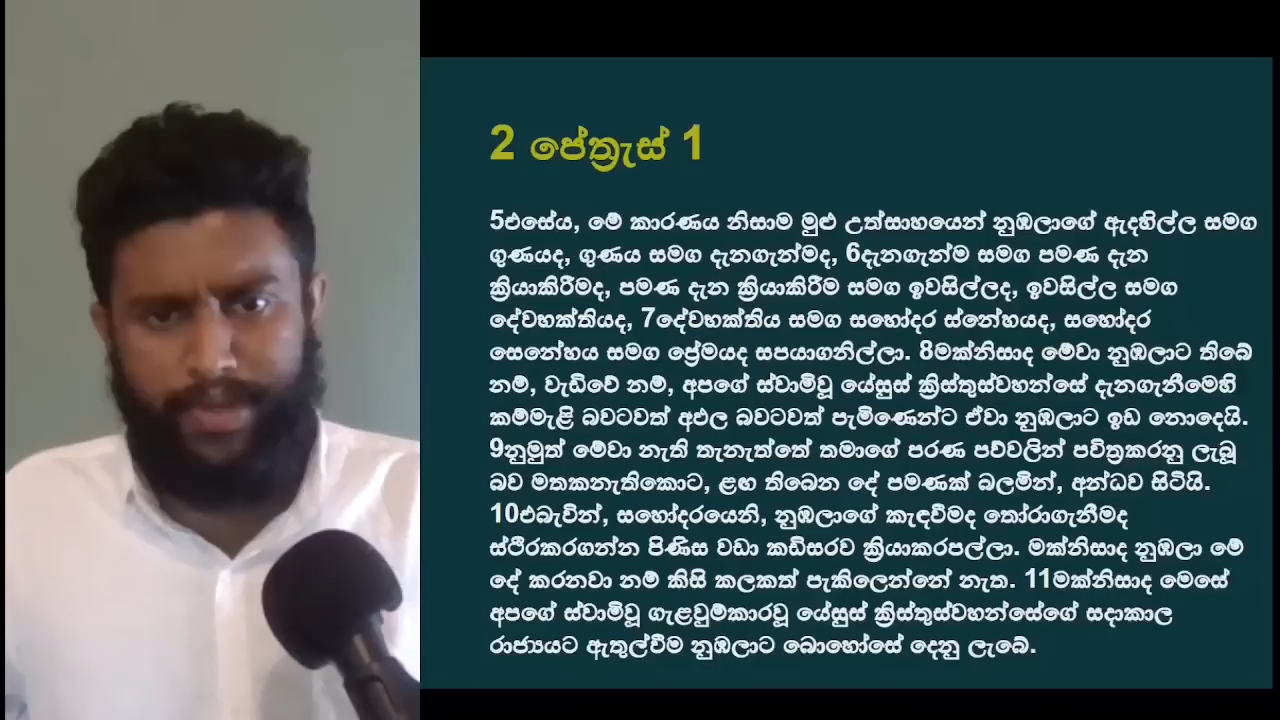 2 පේත්‍රැස් 1
5එසේය, මේ කාරණය නිසාම මුළු උත්සාහයෙන් නුඹලාගේ ඇදහිල්ල සමග
ගුණයද, ගුණය සමග දැනගැන්මද, 6දැනගැන්ම සමග පමණ දැන
ක්‍රියාකිරීමද, පමණ දැන ක්‍රියාකිරීම සමග ඉවසිල්ලද, ඉවසිල්ල සමග
දේවභක්තියද, 7දේවභක්තිය සමග සහෝදර ස්නේහයද, සහෝදර
සෙනේහය සමග ප්‍රේමයද සපයාගනිල්ලා. 8මක්නිසාද මේවා නුඹලාට තිබේ
නම්, වැඩිවේ නම්, අපගේ ස්වාමිවූ යේසුස් ක්‍රිස්තුස්වහන්සේ දැනගැනීමෙහි
කම්මැළි බවටවත් අඵල බවටවත් පැමිණෙන්ට ඒවා නුඹලාට ඉඩ නොදෙයි.
9නුමුත් මේවා නැති තැනැත්තේ තමාගේ පරණ පව්වලින් පවිත්‍රකරනු ලැබූ
බව මතකනැතිකොට, ළඟ තිබෙන දේ පමණක් බලමින්, අන්ධව සිටියි.
10එබැවින්, සහෝදරයෙනි, නුඹලාගේ කැඳවීමද තෝරාගැනීමද
ස්ථිරකරගන්න පිණිස වඩා කඩිසරව ක්‍රියාකරපල්ලා. මක්නිසාද නුඹලා මේ
දේ කරනවා නම් කිසි කලකත් පැකිලෙන්නේ නැත. 11මක්නිසාද මෙසේ
අපගේ ස්වාමිවූ ගැළවුම්කාරවූ යේසුස් ක්‍රිස්තුස්වහන්සේගේ සදාකාල
රාජ්‍යයට ඇතුල්වීම නුඹලාට බොහෝසේ දෙනු ලැබේ.